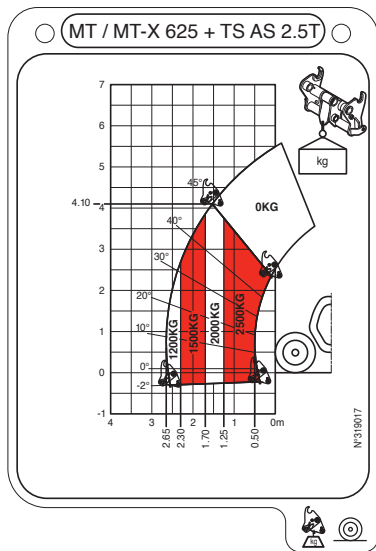 MT / MT-X 625 + TS AS 2.5T
7
6
5
4.10
4
3
2
1
0
-1
45°
40°
30°
20°
10°
0°
-2°
0KG
1200KG
1500KG
2000KG
2500KG
kg
4
3
2
1
0m
2.65
2.30
1.70
1.25
0.50
N°319017
kg